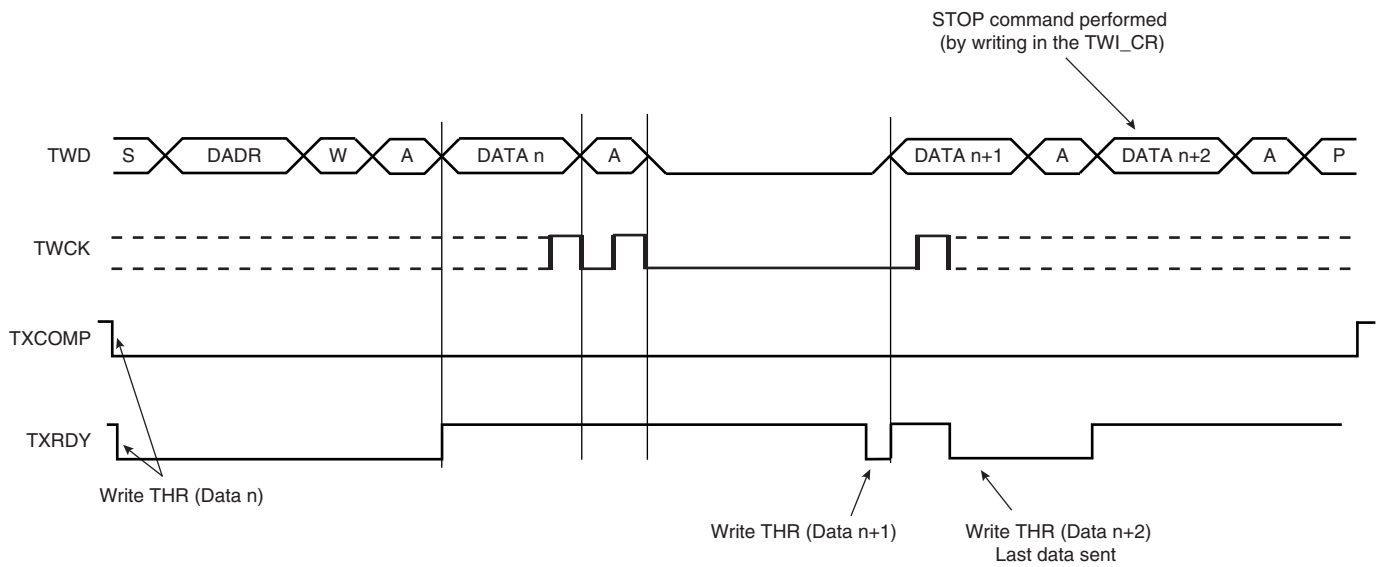 STOP command performed
(by writing in the TWI_CR)
TWD S DADR W A DATA n A DATA n+1 A DATA n+2 A P
TWCK
TXCOMP
TXRDY
Write THR (Data n)
Write THR (Data n+1) Write THR (Data n+2)
Last data sent